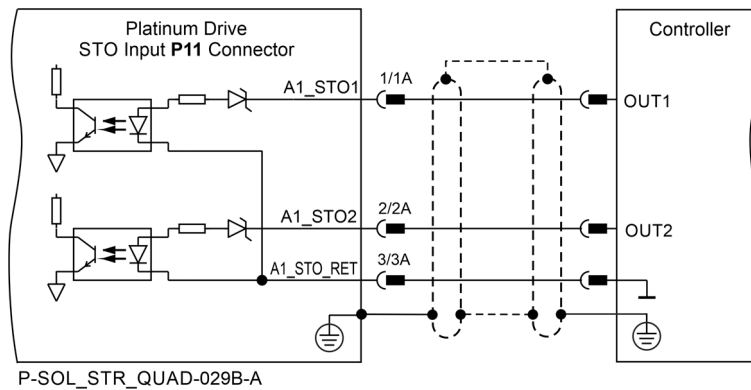 Platinum Drive
STO Input P11 Connector
Controller
A1_STO1
1/1A
OUT1
A1_STO2
2/2A
OUT2
A1_STO_RET
3/3A
P-SOL_STR_QUAD-029B-A